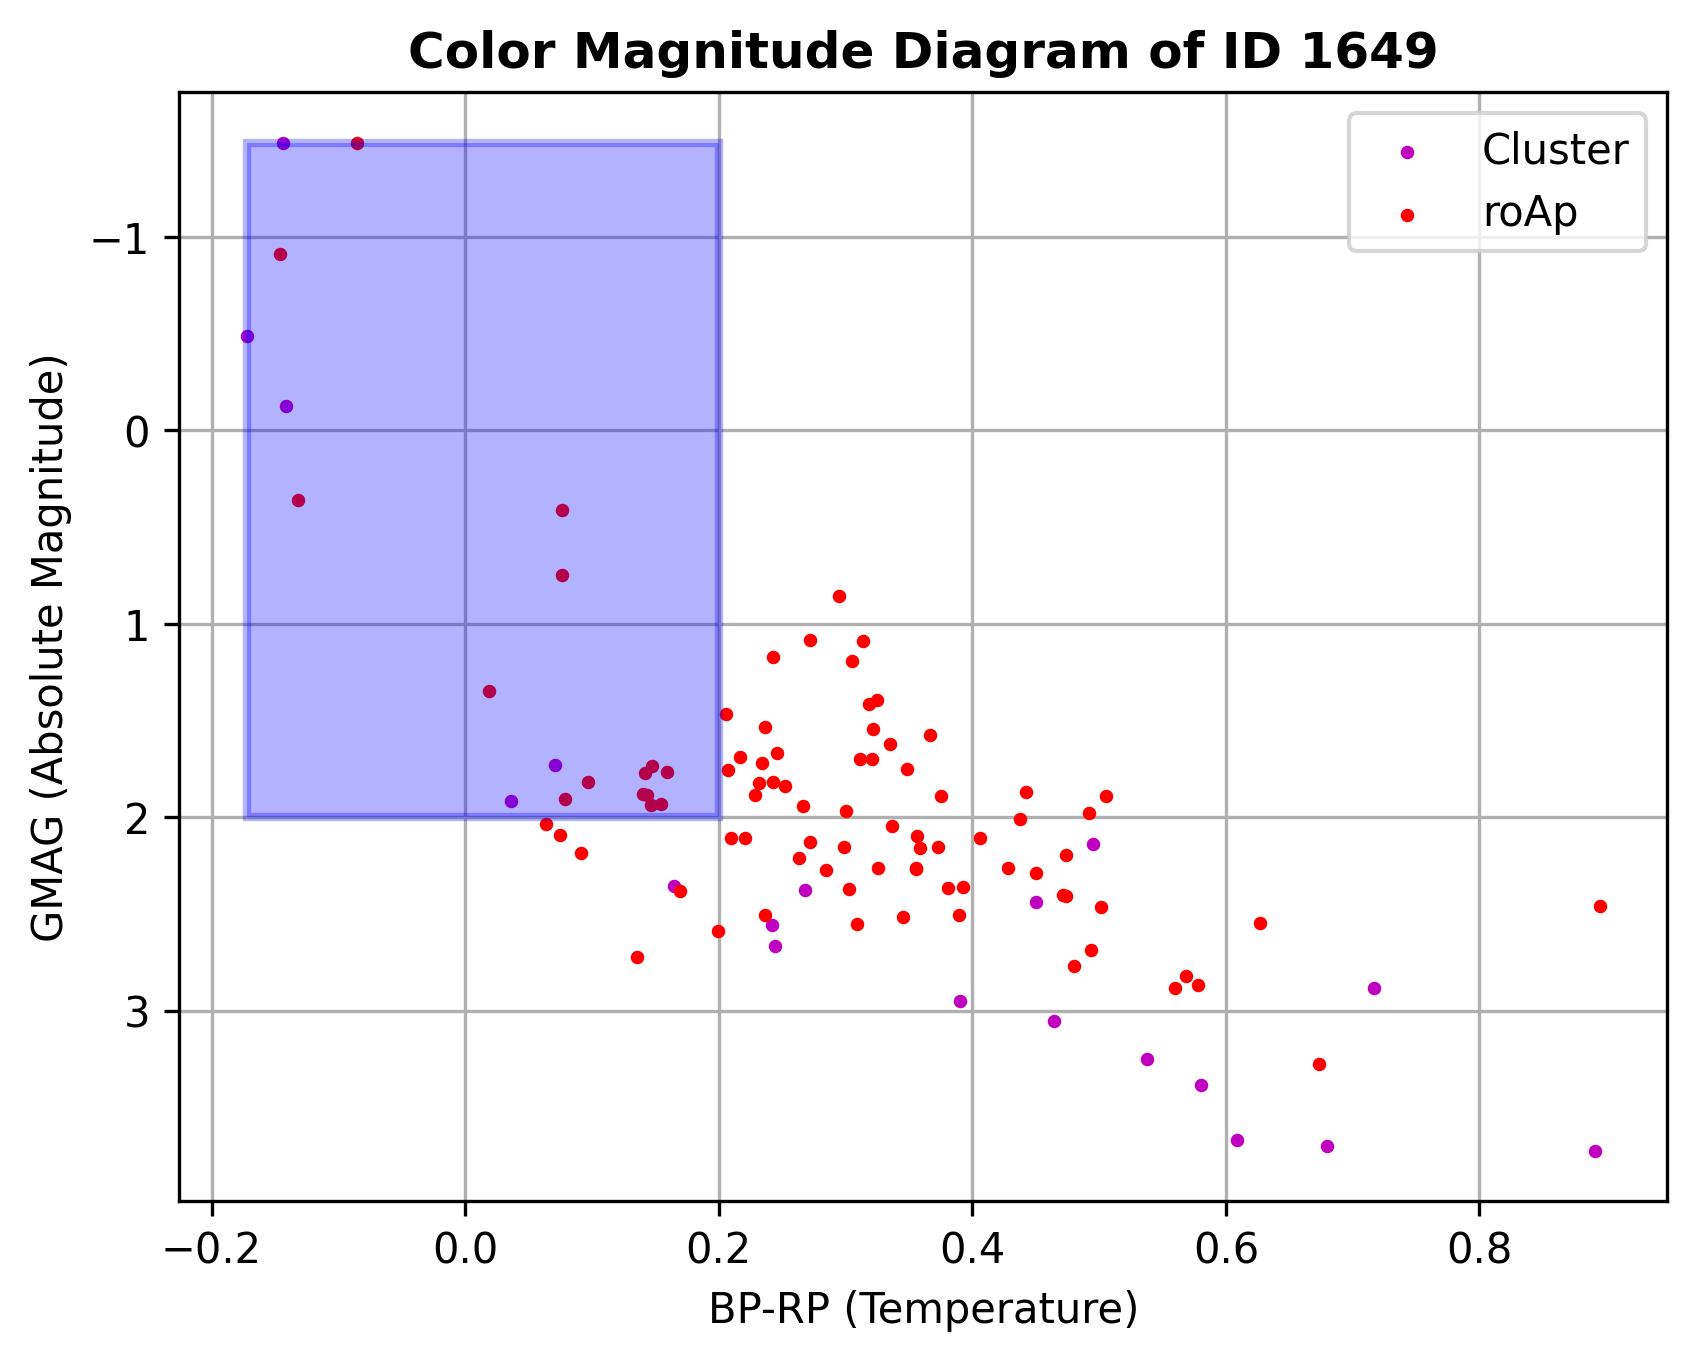 Color Magnitude Diagram of ID 1649
Cluster
roAp
GMAG (Absolute Magnitude)
−1
0
1
2
3
−0.2 0.0 0.2 0.4 0.6 0.8
BP-RP (Temperature)